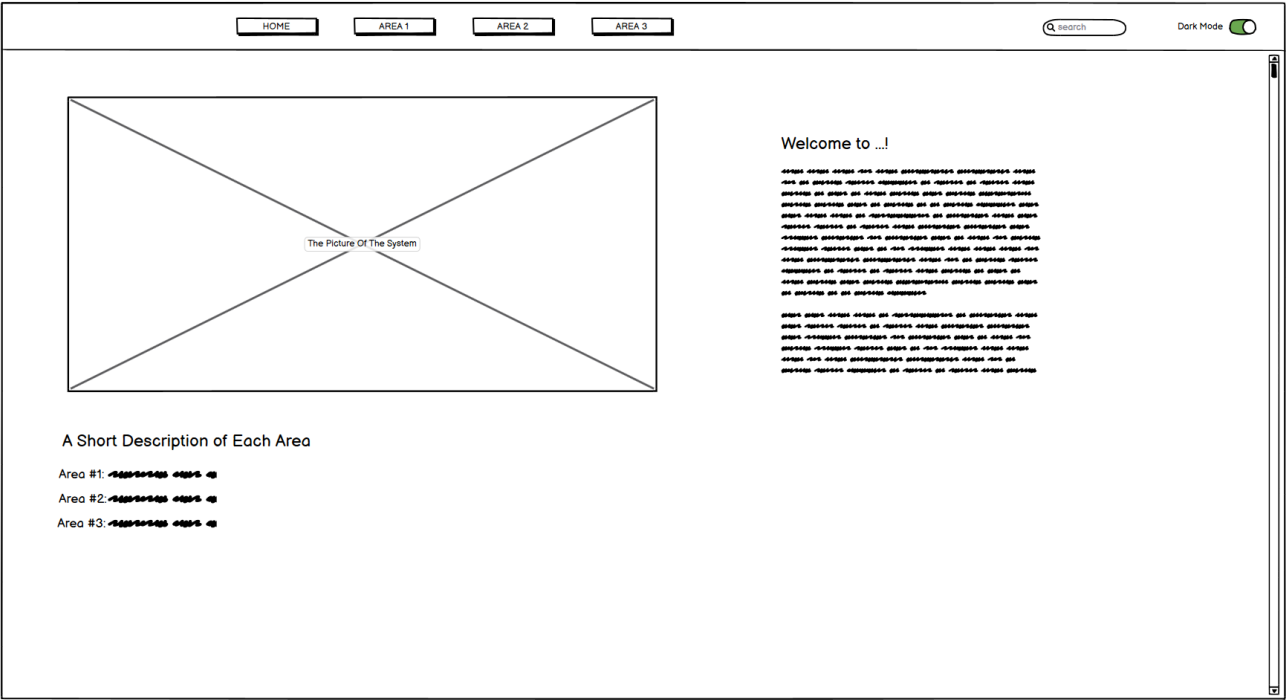 HOME
AREA 1
AREA 2
AREA 3
search
Dark Mode
The Picture Of The System
Welcome to ...!
A Short Description of Each Area
Area #1:
Area #2:
Area #3: